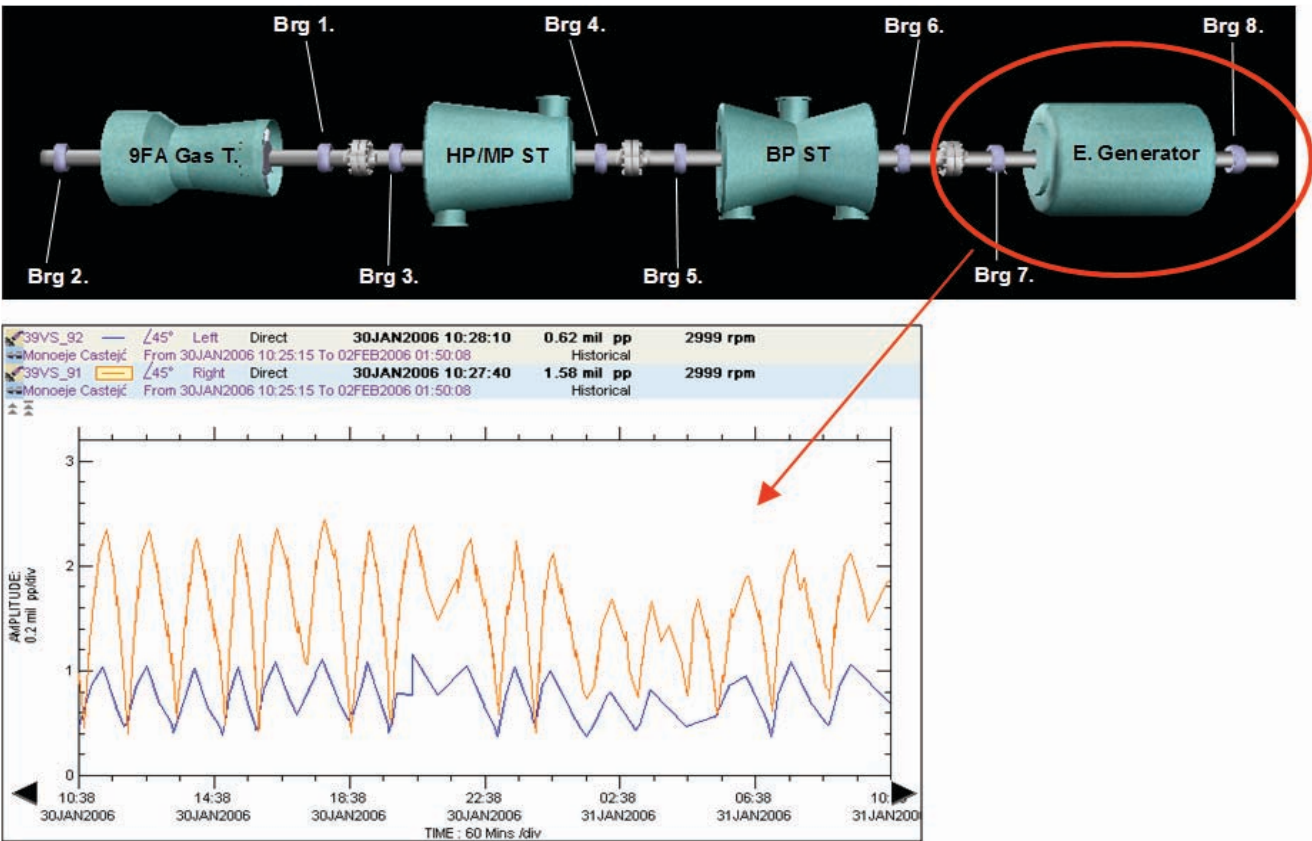 Brg 1. Brg 4. Brg 6. Brg 8.
9FA Gas T. HP/MP ST BP ST E. Generator
Brg 2. Brg 3. Brg 5. Brg 7.
39VS_92 ∠45° Left Direct 30JAN2006 10:28:10 0.62 mil pp 2999 rpm
Monoeje Castejć From 30JAN2006 10:25:15 To 02FEB2006 01:50:08 Historical
39VS_91 ∠45° Right Direct 30JAN2006 10:27:40 1.58 mil pp 2999 rpm
Monoeje Castejć From 30JAN2006 10:25:15 To 02FEB2006 01:50:08 Historical
3
2
1
0
AMPLITUDE:
0.2 mil pp/div
10:38 14:38 18:38 22:38 02:38 06:38 10:
30JAN2006 30JAN2006 30JAN2006 30JAN2006 31JAN2006 31JAN2006 31JAN200
TIME : 60 Mins /div